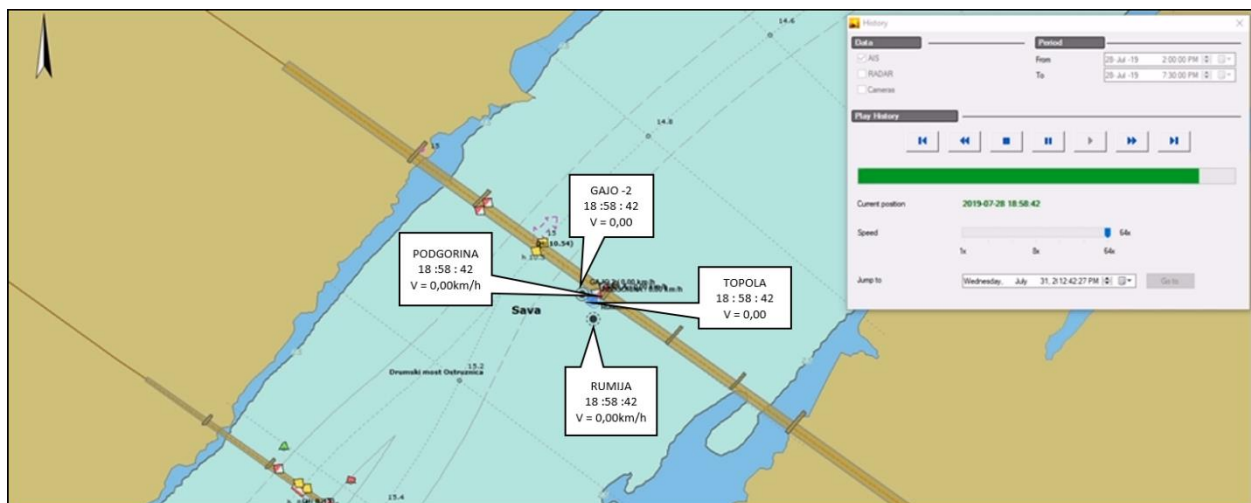 14.6
14.8
15
GAJO -2
18 :58 : 42
V = 0,00
15
PODGORINA
18 :58 : 42
V = 0,00km/h
TOPOLA
18 : 58 : 42
V = 0,00
Sava
15.2
Drumski most Ostruznica
RUMIJA
18 :58 :42
V = 0,00km/h
15.4
History
Data
Period
AIS
From
28-Jul -19
2:00:00 PM
RADAR
To
28-Jul -19
7:30:00 PM
Cameras
Play History
Current position
2019-07-28 18:58:42
Speed
64x
1x
8x
64x
Jump to
Wednesday, July 31, 2(12:42:27 PM
Go to